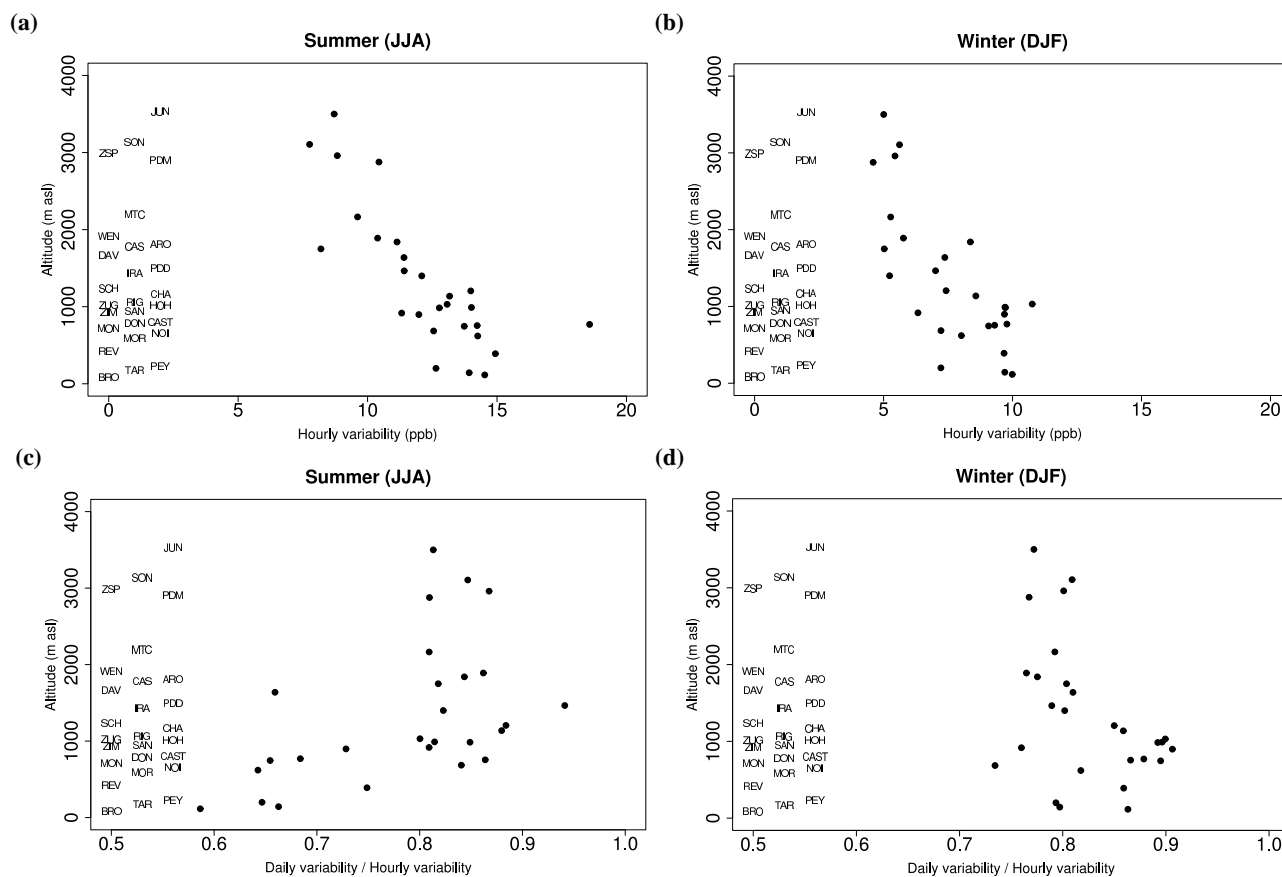 (a)
Summer (JJA)
Altitude (m asl)
4000
3000
2000
1000
0
JUN
SON
ZSP
PDM
MTC
WEN
CAS
ARO
DAV
IRA
PDD
SCH
CHA
ZUG
RIG
HOH
ZIM
SAN
MON
DON
CAST
MOR
NOI
REV
BRO
TAR
PEY
0 5 10 15 20
Hourly variability (ppb)
(b)
Winter (DJF)
Altitude (m asl)
4000
3000
2000
1000
0
JUN
SON
ZSP
PDM
MTC
WEN
CAS
ARO
DAV
IRA
PDD
SCH
CHA
ZUG
RIG
HOH
ZIM
SAN
MON
DON
CAST
MOR
NOI
REV
BRO
TAR
PEY
0 5 10 15 20
Hourly variability (ppb)
(c)
Summer (JJA)
Altitude (m asl)
4000
3000
2000
1000
0
JUN
SON
ZSP
PDM
MTC
WEN
CAS
ARO
DAV
IRA
PDD
SCH
CHA
ZUG
RIG
HOH
ZIM
SAN
MON
DON
CAST
MOR
NOI
REV
BRO
TAR
PEY
0.5 0.6 0.7 0.8 0.9 1.0
Daily variability / Hourly variability
(d)
Winter (DJF)
Altitude (m asl)
4000
3000
2000
1000
0
JUN
SON
ZSP
PDM
MTC
WEN
CAS
ARO
DAV
IRA
PDD
SCH
CHA
ZUG
RIG
HOH
ZIM
SAN
MON
DON
CAST
MOR
NOI
REV
BRO
TAR
PEY
0.5 0.6 0.7 0.8 0.9 1.0
Daily variability / Hourly variability